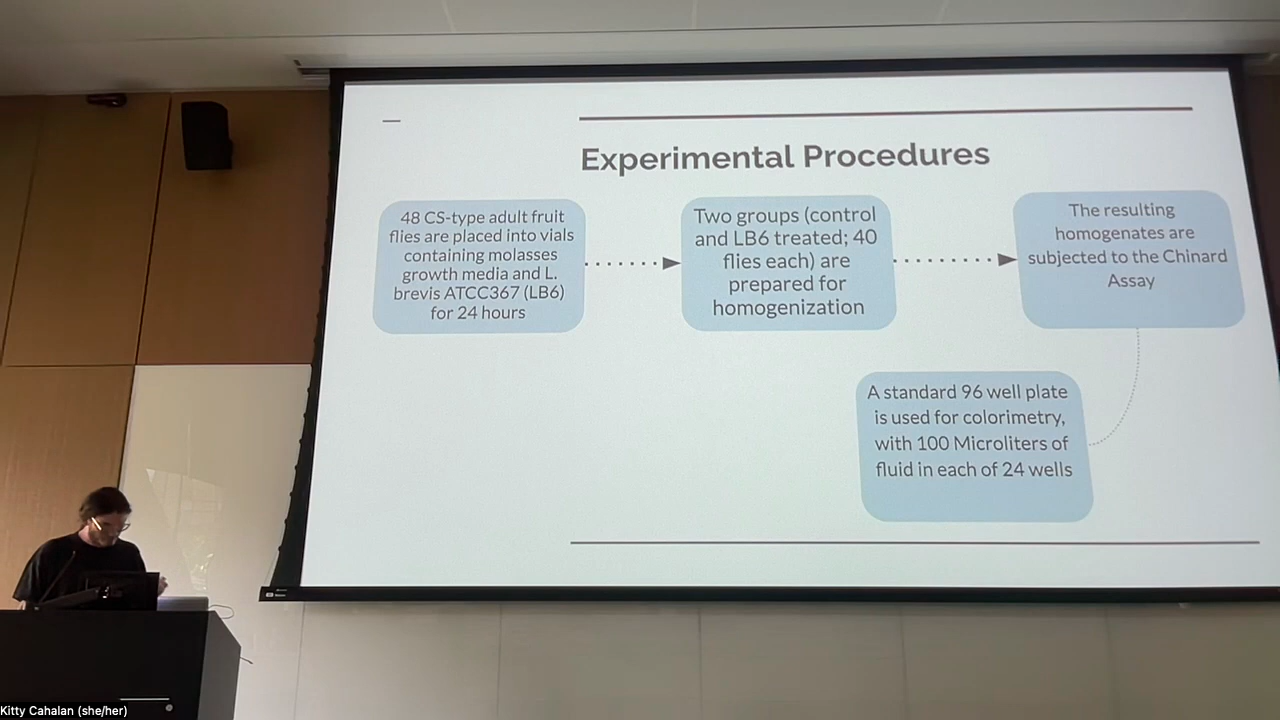 Experimental Procedures
48 CS-type adult fruit
flies are placed into vials
containing molasses
growth media and L.
brevis ATCC367 (LB6)
for 24 hours
Two groups (control
and LB6 treated; 40
flies each) are
prepared for
homogenization
The resulting
homogenates are
subjected to the Chinard
Assay
A standard 96 well plate
is used for colorimetry,
with 100 Microliters of
fluid in each of 24 wells
Kitty Cahalan (she/her)